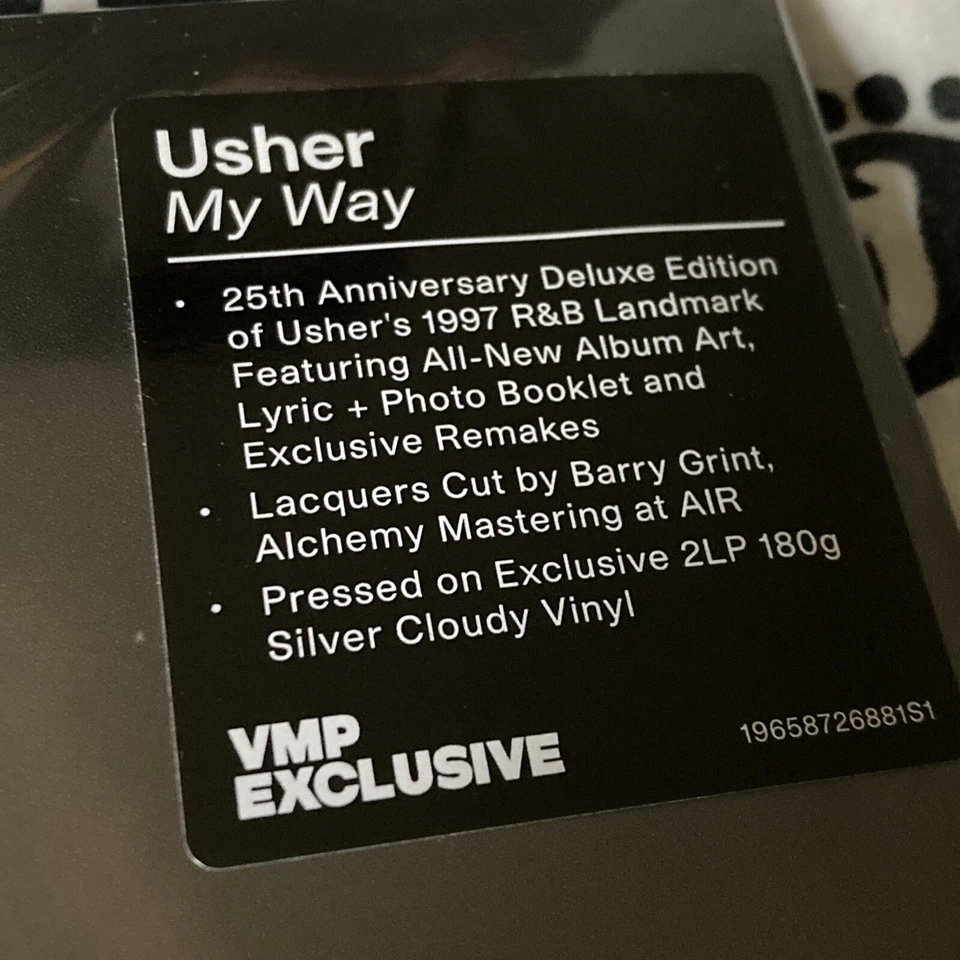 Usher
My Way
• 25th Anniversary Deluxe Edition
of Usher's 1997 R&B Landmark
Featuring All-New Album Art,
Lyric + Photo Booklet and
Exclusive Remakes
• Lacquers Cut by Barry Grint,
Alchemy Mastering at AIR
• Pressed on Exclusive 2LP 180g
Silver Cloudy Vinyl
VMP
EXCLUSIVE
19658726881S1